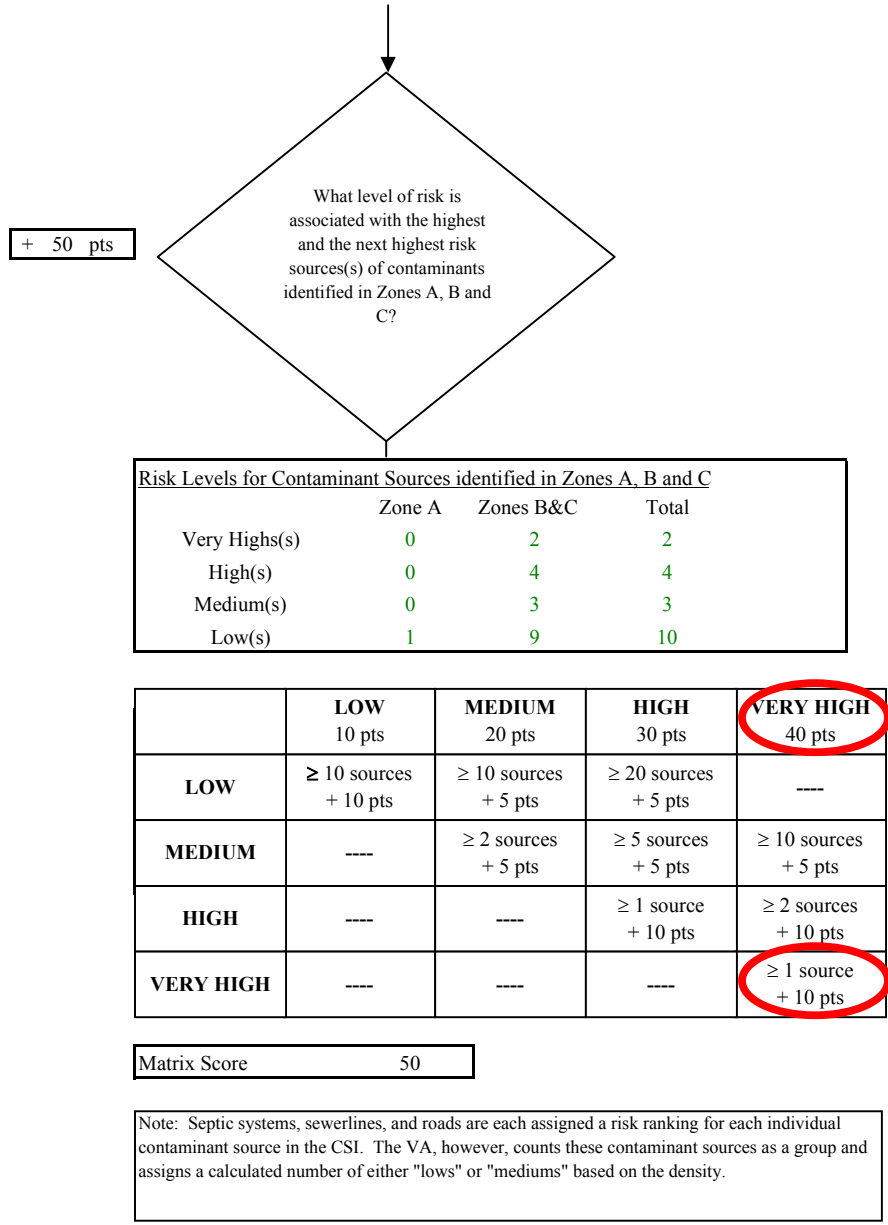 What level of risk is
associated with the highest
and the next highest risk
sources(s) of contaminants
identified in Zones A, B and
C?
+ 50 pts
Risk Levels for Contaminant Sources identified in Zones A, B and C
Zone A Zones B&C Total
Very Highs(s) 0 2 2
High(s) 0 4 4
Medium(s) 0 3 3
Low(s) 1 9 10
LOW MEDIUM HIGH VERY HIGH
10 pts 20 pts 30 pts 40 pts
LOW ≥ 10 sources ≥ 10 sources ≥ 20 sources ----
+ 10 pts + 5 pts + 5 pts
MEDIUM ---- ≥ 2 sources ≥ 5 sources ≥ 10 sources
+ 5 pts + 5 pts + 5 pts
HIGH ---- ---- ≥ 1 source ≥ 2 sources
+ 10 pts + 10 pts
VERY HIGH ---- ---- ---- ≥ 1 source
+ 10 pts
Matrix Score 50
Note: Septic systems, sewerlines, and roads are each assigned a risk ranking for each individual
contaminant source in the CSI. The VA, however, counts these contaminant sources as a group and
assigns a calculated number of either "lows" or "mediums" based on the density.